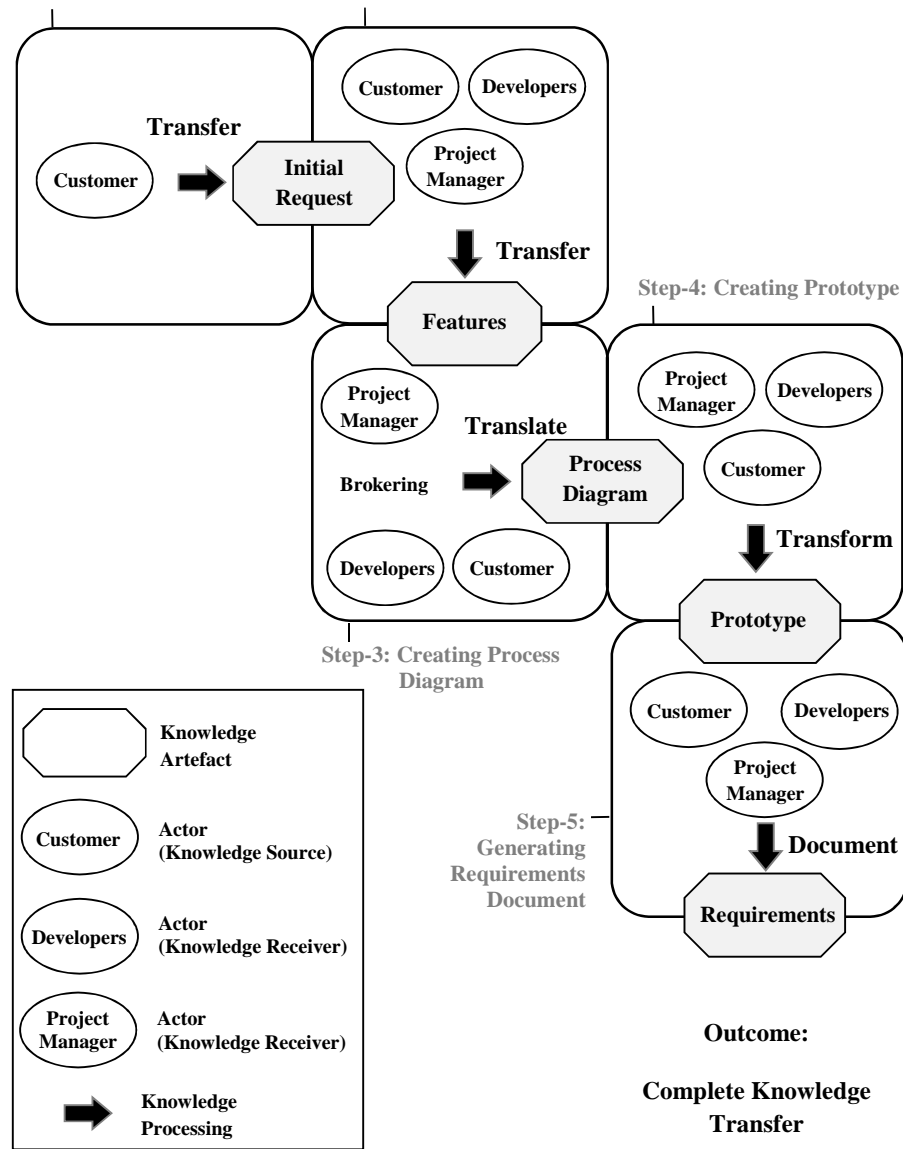 Customer
Transfer
Initial
Request
Customer
Developers
Project
Manager
Transfer
Features
Step-4: Creating Prototype
Project
Manager
Brokering
Translate
Process
Diagram
Developers
Customer
Step-3: Creating Process
Diagram
Project
Manager
Developers
Customer
Transform
Prototype
Customer
Developers
Project
Manager
Step-5:
Generating
Requirements
Document
Document
Requirements
Knowledge
Artefact
Customer
Actor
(Knowledge Source)
Developers
Actor
(Knowledge Receiver)
Project
Manager
Actor
(Knowledge Receiver)
Knowledge
Processing
Outcome:
Complete Knowledge
Transfer